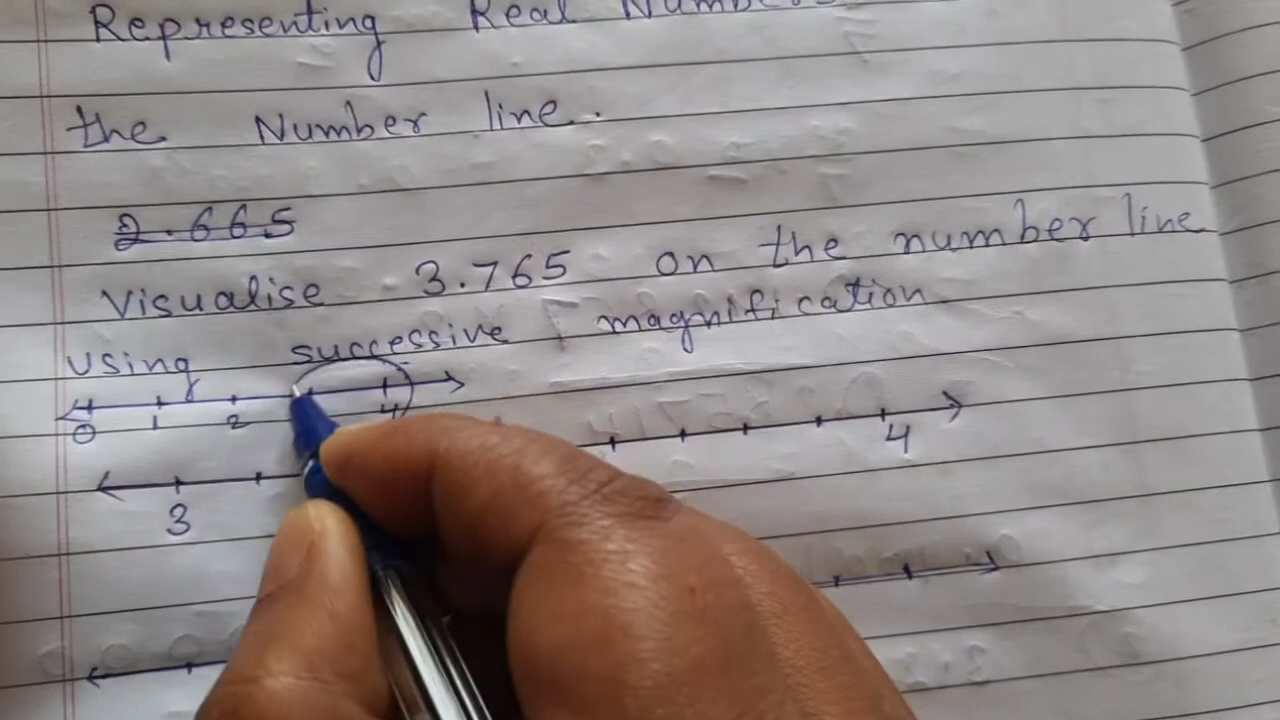 Representing Real Numbers
the Number line.
2.665
Visualise 3.765 on the number line
using successive magnification
0 1 2 4
4
3